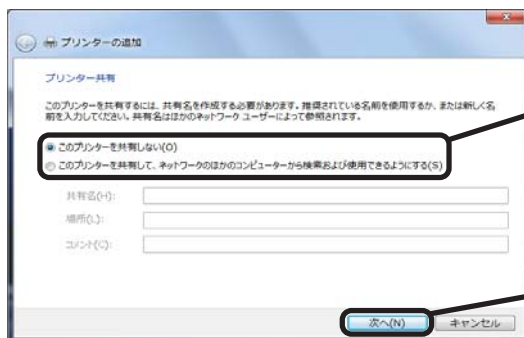 プリンターの追加
プリンター共有
このプリンターを共有するには、共有名を作成する必要があります。推奨されている名前を使用するか、または新しく名
前を入力してください。共有名はほかのネットワーク ユーザーによって参照されます。
このプリンターを共有しない(O)
このプリンターを共有して、ネットワークのほかのコンピューターから検索および使用できるようにする(S)
共有名(H):
場所(L):
コメント(C):
次へ(N) キャンセル